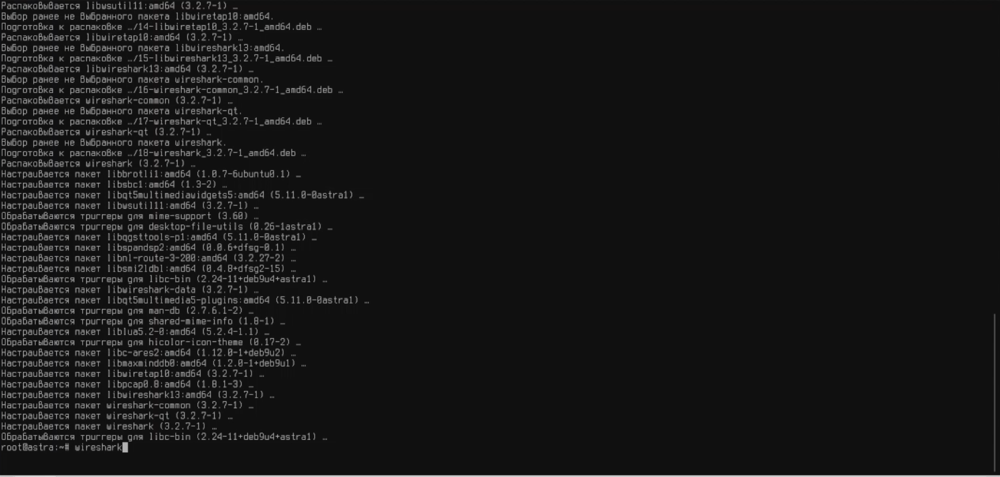 Распаковывается libwsutil11:amd64 (3.2.7-1) …
Выбор ранее не выбранного пакета libwiretap10:amd64.
Подготовка к распаковке …/14-libwiretap10_3.2.7-1_amd64.deb …
Распаковывается libwiretap10:amd64 (3.2.7-1) …
Выбор ранее не выбранного пакета libwireshark13:amd64.
Подготовка к распаковке …/15-libwireshark13_3.2.7-1_amd64.deb …
Распаковывается libwireshark13:amd64 (3.2.7-1) …
Выбор ранее не выбранного пакета wireshark-common.
Подготовка к распаковке …/16-wireshark-common_3.2.7-1_amd64.deb …
Распаковывается wireshark-common (3.2.7-1) …
Выбор ранее не выбранного пакета wireshark-qt.
Подготовка к распаковке …/17-wireshark-qt_3.2.7-1_amd64.deb …
Распаковывается wireshark-qt (3.2.7-1) …
Выбор ранее не выбранного пакета wireshark.
Подготовка к распаковке …/18-wireshark_3.2.7-1_amd64.deb …
Распаковывается wireshark (3.2.7-1) …
Настраивается пакет libbrotli1:amd64 (1.0.7-6ubuntu0.1) …
Настраивается пакет libsbc1:amd64 (1.3-2) …
Настраивается пакет libqt5multimediawidgets5:amd64 (5.11.0-0astra1) …
Настраивается пакет libwsutil11:amd64 (3.2.7-1) …
Обрабатываются триггеры для mime-support (3.60) …
Обрабатываются триггеры для desktop-file-utils (0.26-1astra1) …
Настраивается пакет libqgsttools-p1:amd64 (5.11.0-0astra1) …
Настраивается пакет libspandsp2:amd64 (0.0.6+dfsg-0.1) …
Настраивается пакет libnl-route-3-200:amd64 (3.2.27-2) …
Настраивается пакет libsmi2ldbl:amd64 (0.4.8+dfsg2-15) …
Обрабатываются триггеры для libc-bin (2.24-11+deb9u4+astra1) …
Настраивается пакет libwireshark-data (3.2.7-1) …
Настраивается пакет libqt5multimedia5-plugins:amd64 (5.11.0-0astra1) …
Обрабатываются триггеры для man-db (2.7.6.1-2) …
Обрабатываются триггеры для shared-mime-info (1.8-1) …
Настраивается пакет liblua5.2-0:amd64 (5.2.4-1.1) …
Обрабатываются триггеры для hicolor-icon-theme (0.17-2) …
Настраивается пакет libc-ares2:amd64 (1.12.0-1+deb9u2) …
Настраивается пакет libmaxminddb0:amd64 (1.2.0-1+deb9u1) …
Настраивается пакет libwiretap10:amd64 (3.2.7-1) …
Настраивается пакет libpcap0.8:amd64 (1.8.1-3) …
Настраивается пакет libwireshark13:amd64 (3.2.7-1) …
Настраивается пакет wireshark-common (3.2.7-1) …
Настраивается пакет wireshark-qt (3.2.7-1) …
Настраивается пакет wireshark (3.2.7-1) …
Обрабатываются триггеры для libc-bin (2.24-11+deb9u4+astra1) …
root@astra:~# wireshark